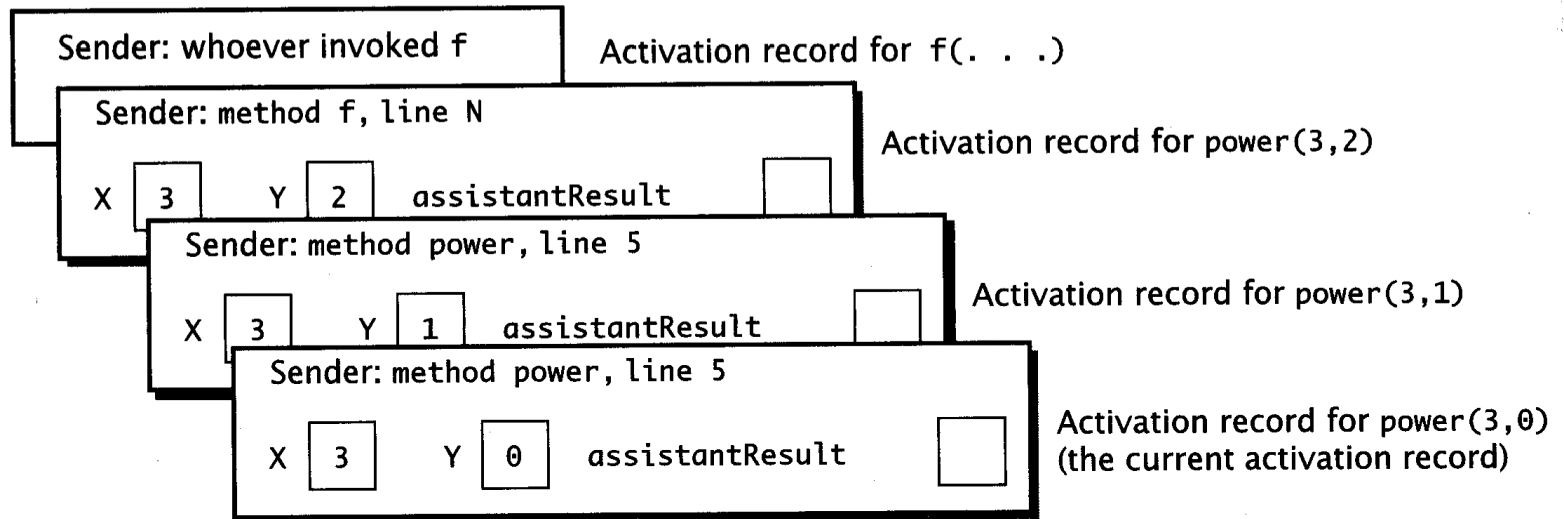 Sender: whoever invoked f
Activation record for f(. . .)
Sender: method f, line N
Activation record for power(3,2)
X 3 Y 2 assistantResult
Sender: method power, line 5
Activation record for power(3,1)
X 3 Y 1 assistantResult
Sender: method power, line 5
Activation record for power(3,0)
(the current activation record)
X 3 Y 0 assistantResult